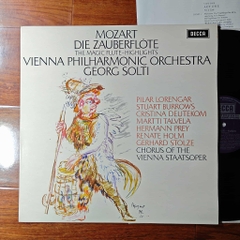 MOZART
DECCA
DIE ZAUBERFLÖTE
THE MAGIC FLUTE-HIGHLIGHTS
VIENNA PHILHARMONIC ORCHESTRA
GEORG SOLTI
PILAR LORENGAR
STUART BURROWS
CRISTINA DEUTEKOM
MARTTI TALVELA
HERMANN PREY
RENATE HOLM
GERHARD STOLZE
CHORUS OF THE
VIENNA STAATSOPER